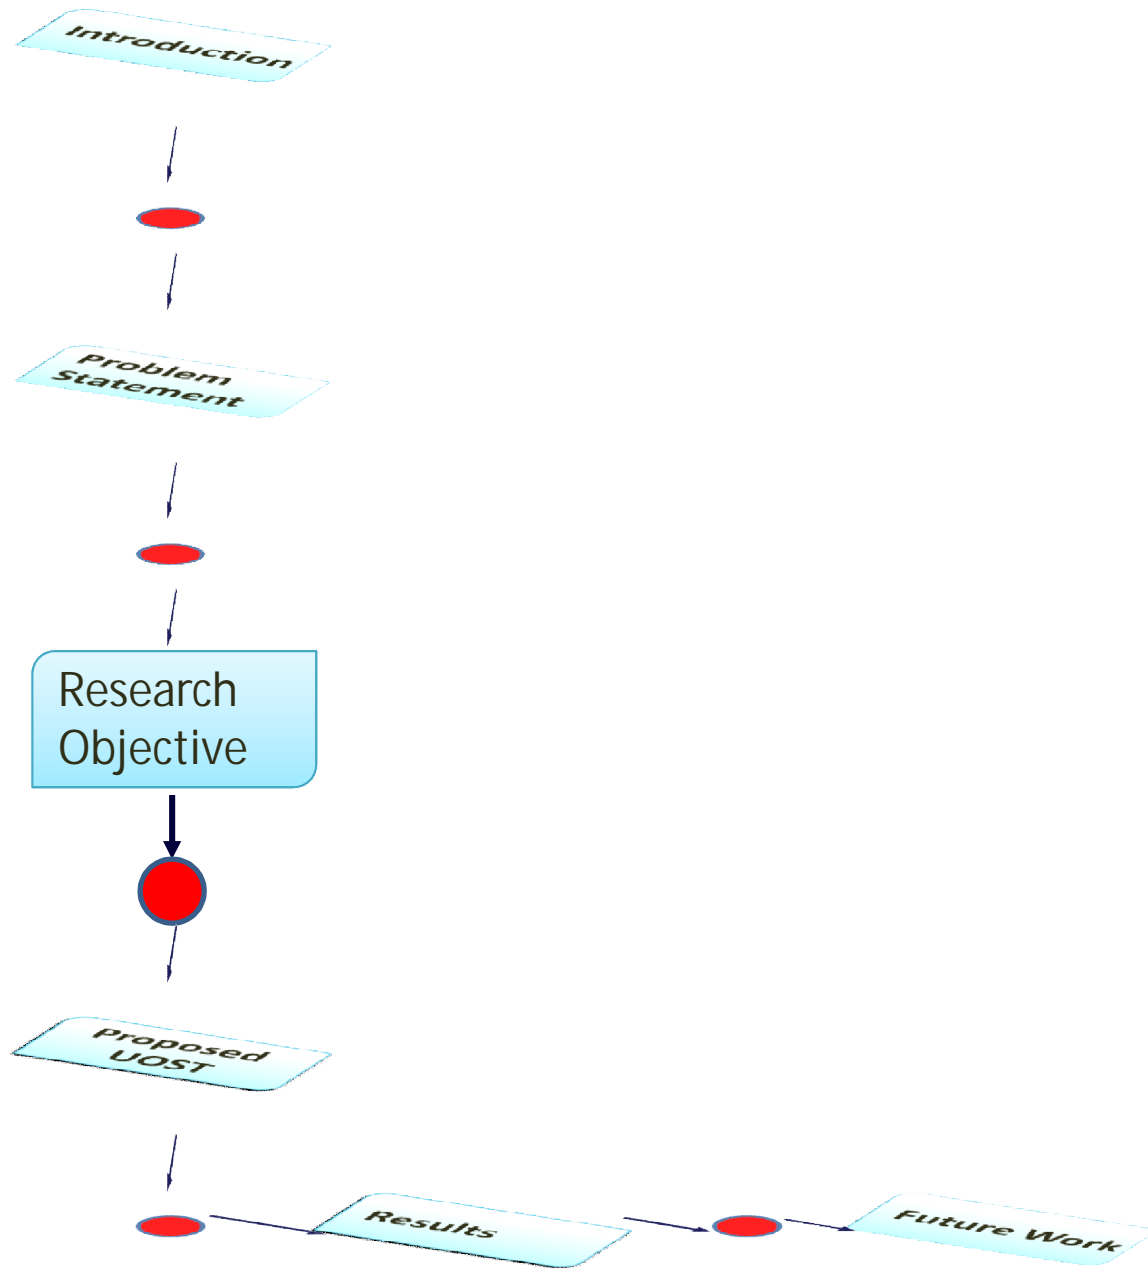 Introduction
Problem
Statement
Research
Objective
Proposed
UOST
Results
Future Work